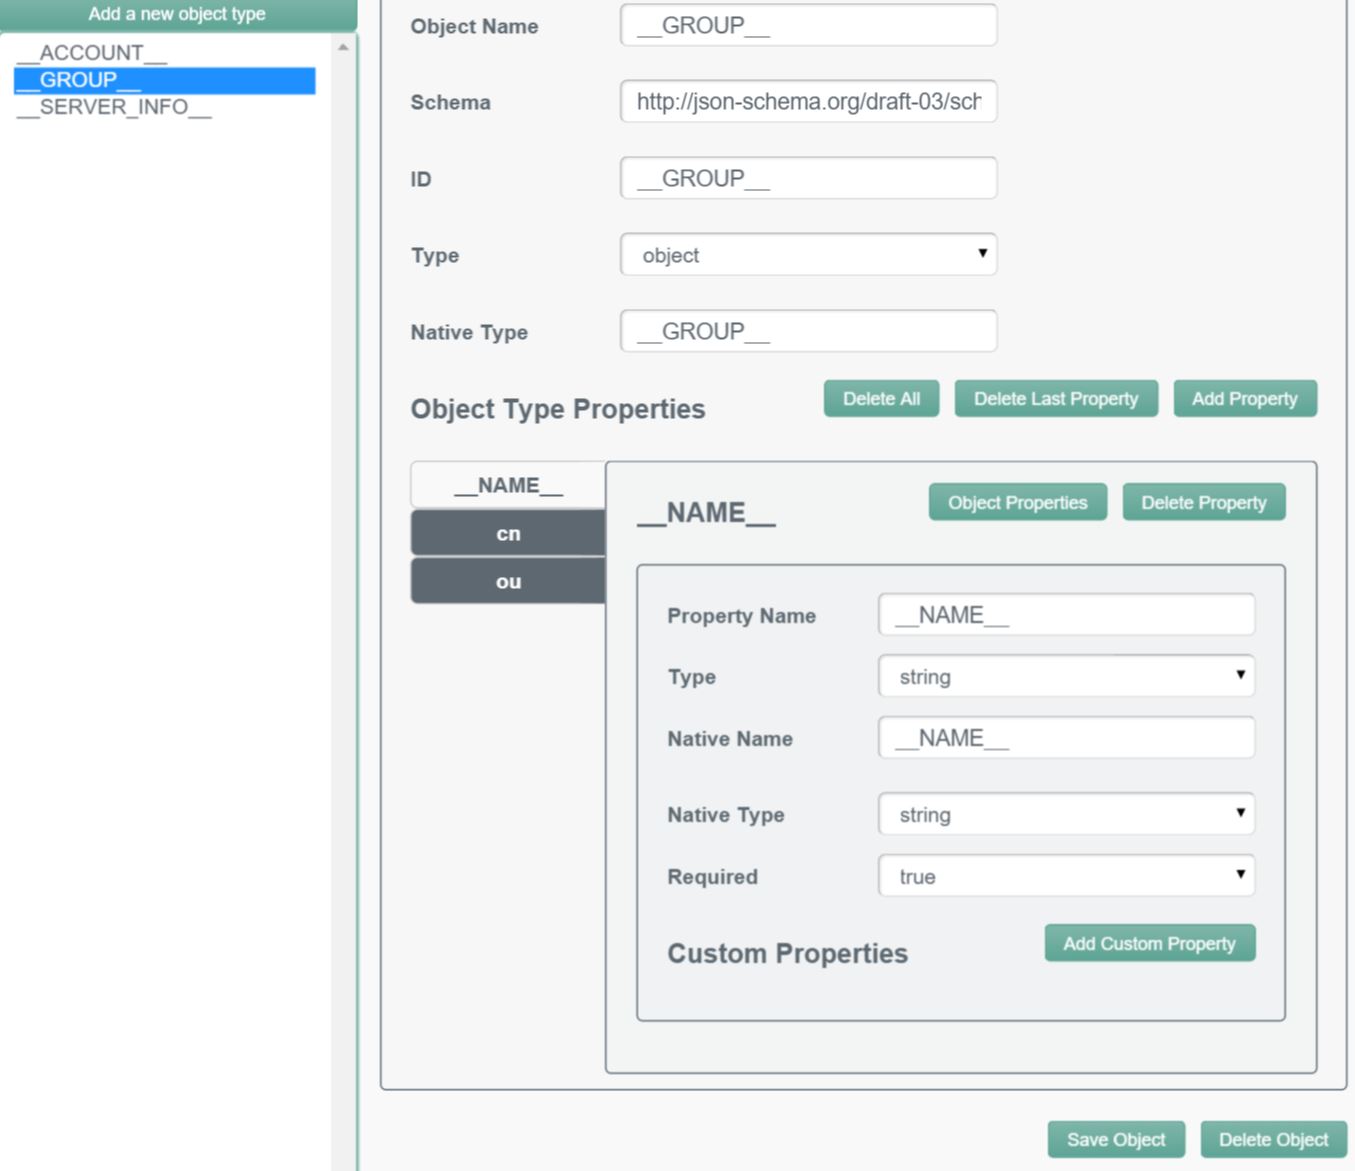 Add a new object type
__ACCOUNT__
__GROUP__
__SERVER_INFO__
Object Name __GROUP__
Schema http://json-schema.org/draft-03/sch
ID __GROUP__
Type object
Native Type __GROUP__
Object Type Properties Delete All Delete Last Property Add Property
__NAME__
cn
ou
__NAME__ Object Properties Delete Property
Property Name __NAME__
Type string
Native Name __NAME__
Native Type string
Required true
Custom Properties Add Custom Property
Save Object Delete Object